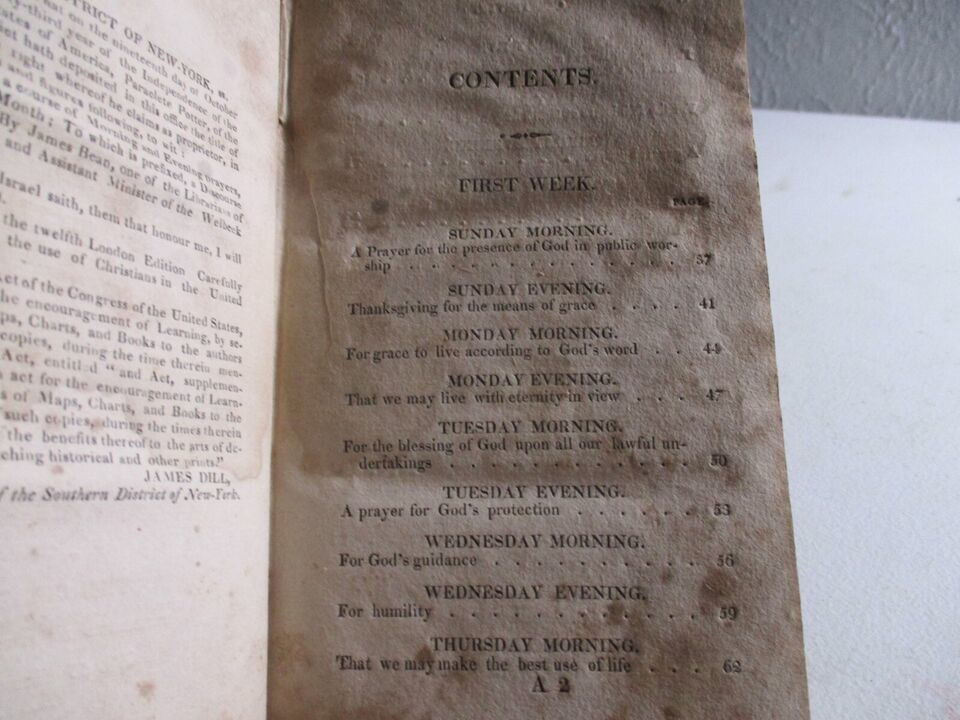 STRICT OF NEW-YORK, ss.
that on the nineteenth day of October
ty-third year of the Independence of the
ates of America, Paraclete Potter, of the
ict hath deposited in this office the title of
right whereof he claims as proprietor, in
and figures following, to wit:
a course of Morning and Evening prayers,
Month; To which is prefixed, a Discourse
By James Bean, one of the Librarians of
and Assistant Minister of the Welbeck
Israel saith, them that honour me, I will
the twelfth London Edition Carefully
the use of Christians in the United
ct of the Congress of the United States,
he encouragement of Learning, by se-
ps, Charts, and Books to the authors
copies, during the time therein men-
Act, entitled "and Act, supplemen-
n act for the encouragement of Learn-
s of Maps, Charts, and Books to the
such copies, during the times therein
the benefits thereof to the arts of de-
ching historical and other prints."
JAMES DILL,
of the Southern District of New-York.
CONTENTS.
FIRST WEEK.
PAGE.
SUNDAY MORNING.
A Prayer for the presence of God in public wor-
ship . . . . . . . . . . . . . 37
SUNDAY EVENING.
Thanksgiving for the means of grace . . . . 41
MONDAY MORNING.
For grace to live according to God's word . . 44
MONDAY EVENING.
That we may live with eternity in view . . . 47
TUESDAY MORNING.
For the blessing of God upon all our lawful un-
dertakings . . . . . . . . . . . 50
TUESDAY EVENING.
A prayer for God's protection . . . . . . 53
WEDNESDAY MORNING.
For God's guidance . . . . . . . . . . 56
WEDNESDAY EVENING.
For humility . . . . . . . . . . . . 59
THURSDAY MORNING.
That we may make the best use of life . . . 62
A 2